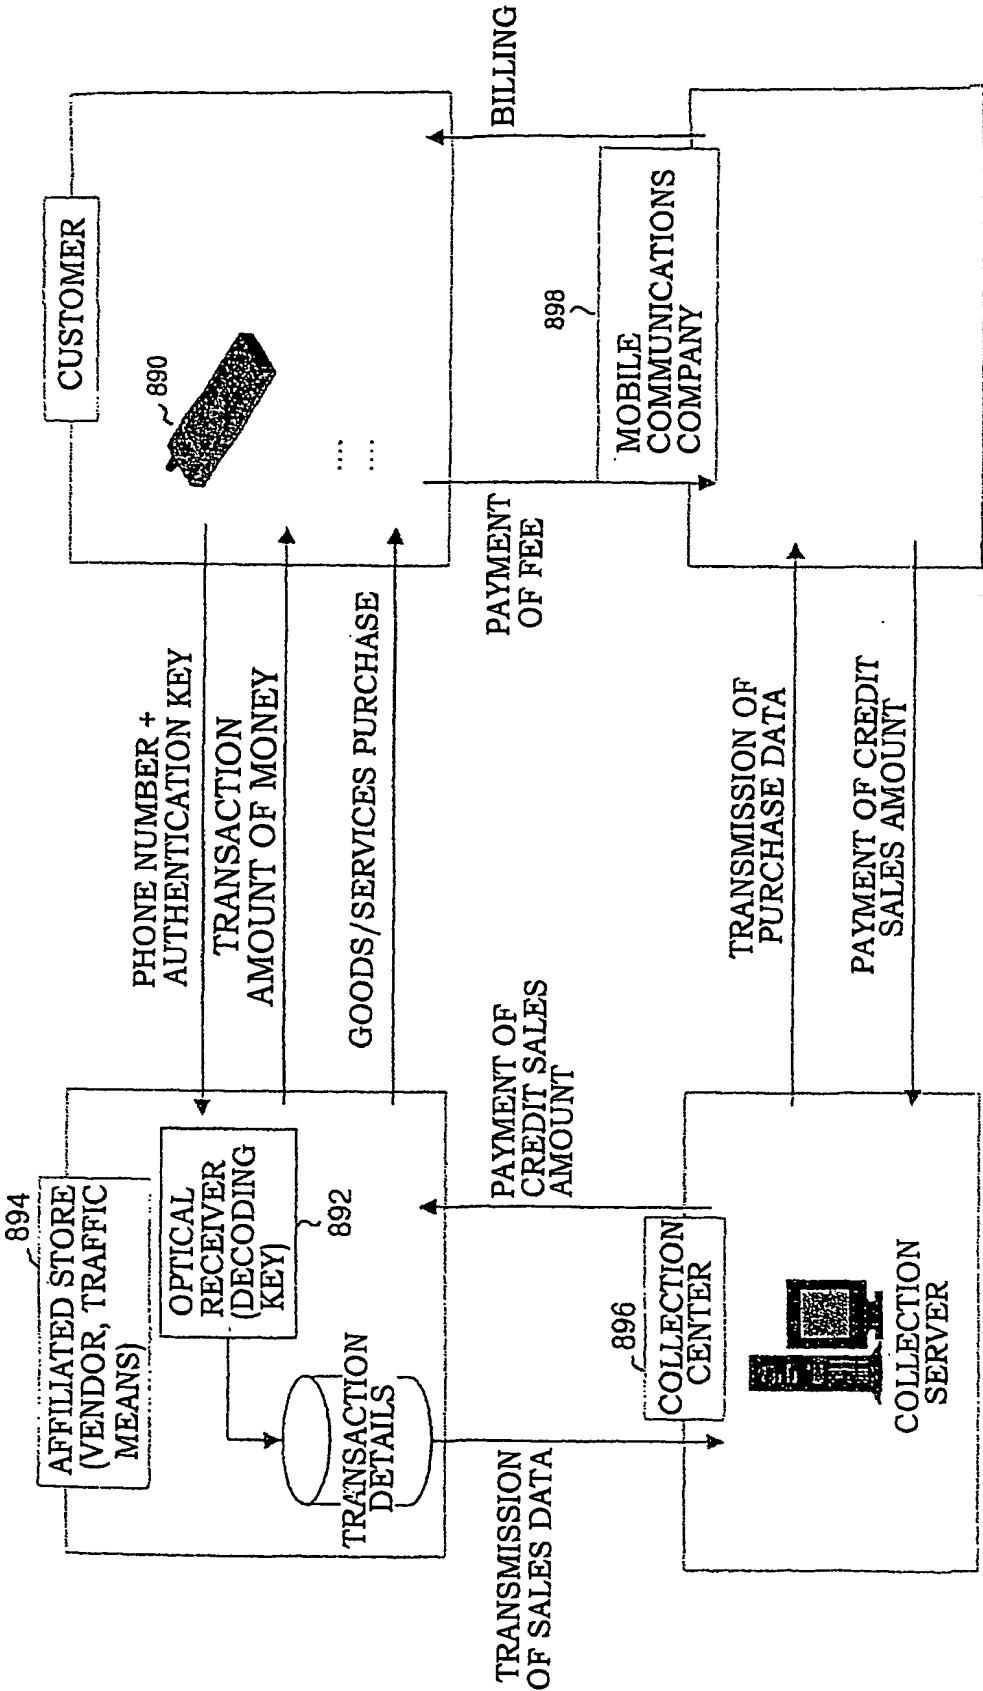 894
AFFILIATED STORE
(VENDOR, TRAFFIC
MEANS)
OPTICAL
RECEIVER
(DECODING
KEY)
892
TRANSACTION
DETAILS
PHONE NUMBER +
AUTHENTICATION KEY
TRANSACTION
AMOUNT OF MONEY
GOODS/SERVICES PURCHASE
CUSTOMER
890
....
....
TRANSMISSION
OF SALES DATA
PAYMENT OF
CREDIT SALES
AMOUNT
PAYMENT
OF FEE
BILLING
896
COLLECTION
CENTER
COLLECTION
SERVER
TRANSMISSION OF
PURCHASE DATA
PAYMENT OF CREDIT
SALES AMOUNT
898
MOBILE
COMMUNICATIONS
COMPANY